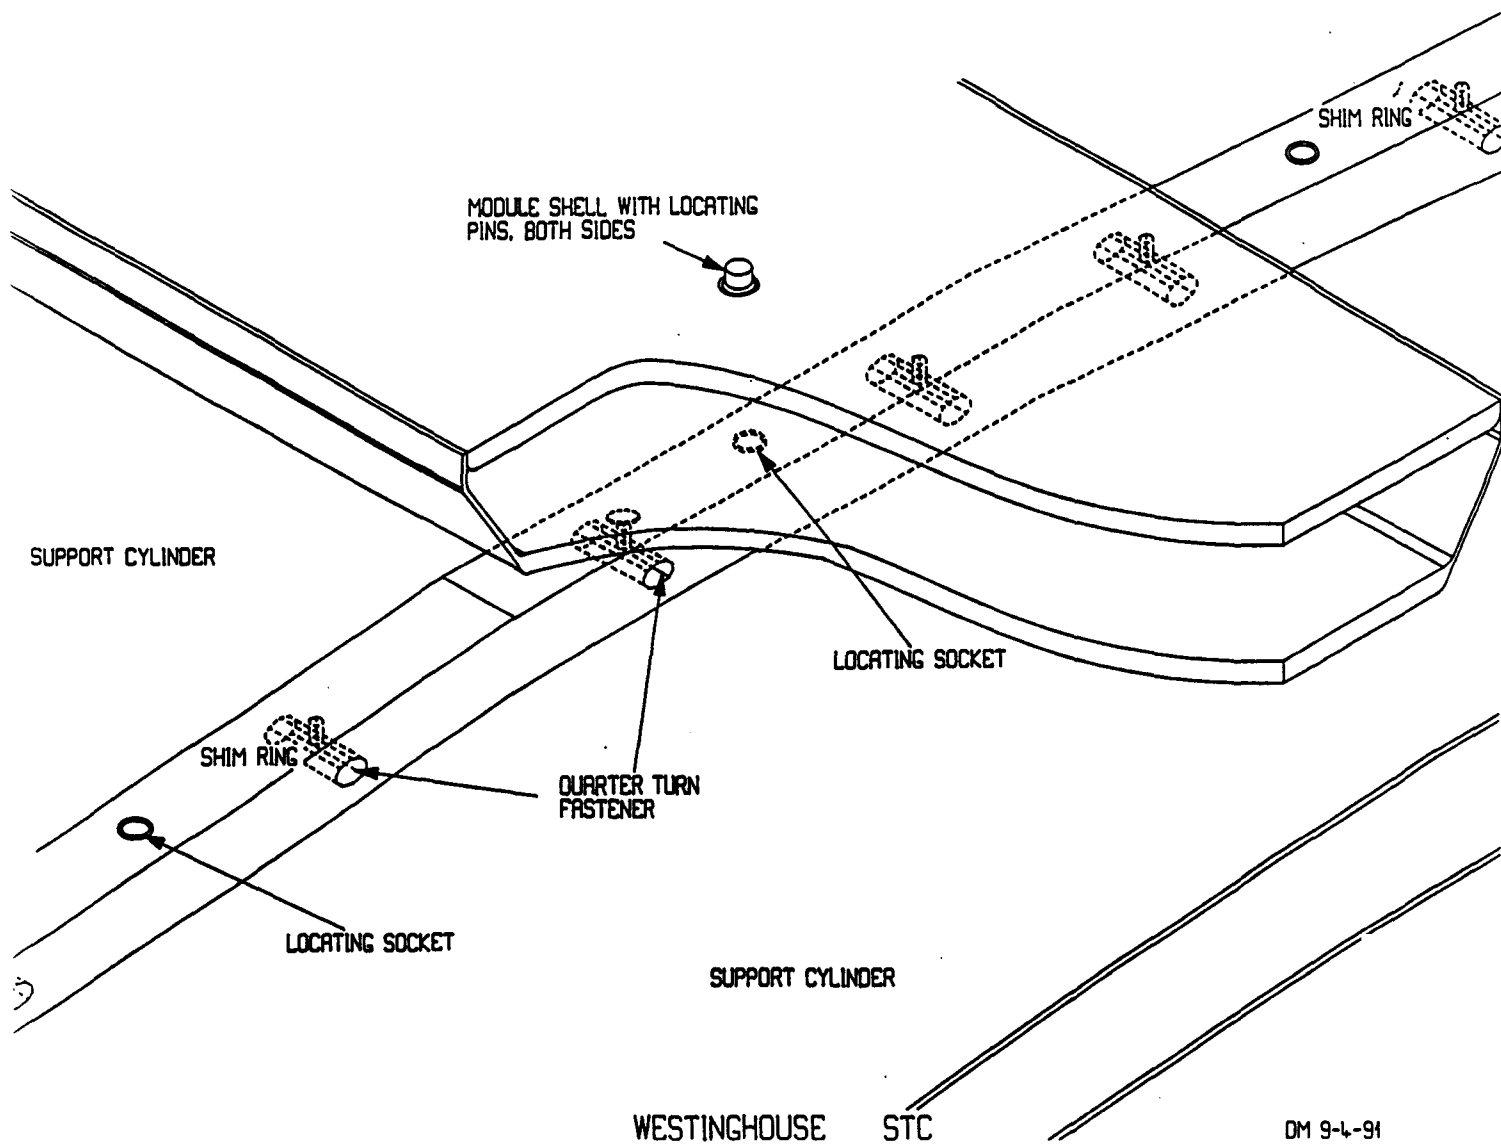 SHIM RING
MODULE SHELL WITH LOCATING
PINS, BOTH SIDES
SUPPORT CYLINDER
LOCATING SOCKET
SHIM RING
QUARTER TURN
FASTENER
LOCATING SOCKET
SUPPORT CYLINDER
WESTINGHOUSE STC
DM 9-4-91